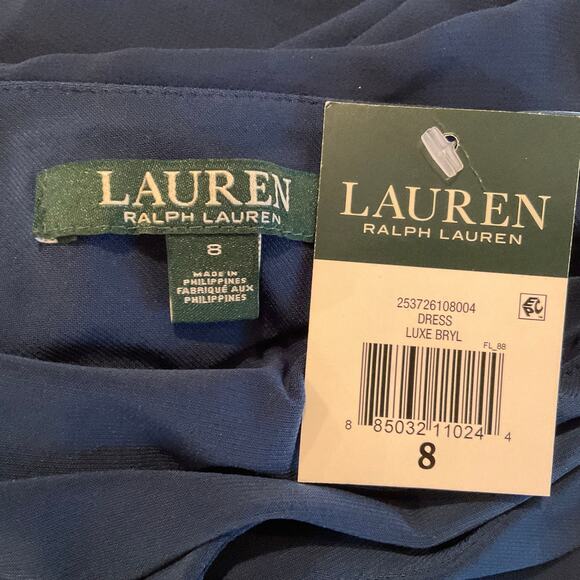 LAUREN
RALPH LAUREN
8
MADE IN
PHILIPPINES
FABRIQUÉ AUX
PHILIPPINES
LAUREN
RALPH LAUREN
253726108004
DRESS
LUXE BRYL
FL_88
8 85032 11024 4
8